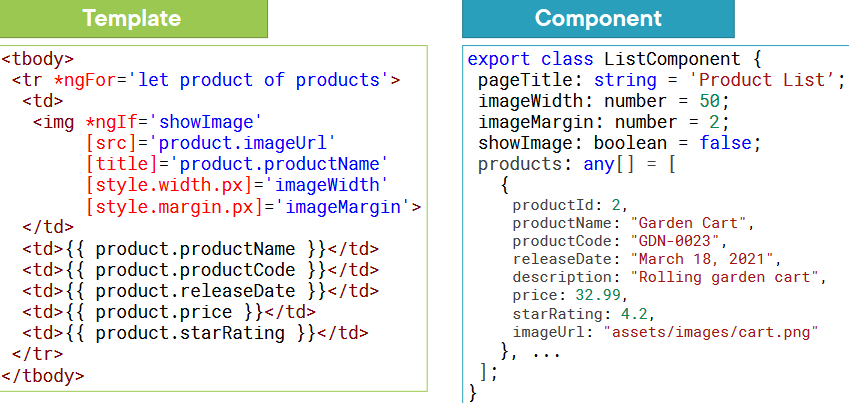 Template
<tbody>
<tr *ngFor='let product of products'>
<td>
<img *ngIf='showImage'
[src]='product.imageUrl'
[title]='product.productName'
[style.width.px]='imageWidth'
[style.margin.px]='imageMargin'>
</td>
<td>{{ product.productName }}</td>
<td>{{ product.productCode }}</td>
<td>{{ product.releaseDate }}</td>
<td>{{ product.price }}</td>
<td>{{ product.starRating }}</td>
</tr>
</tbody>
Component
export class ListComponent {
pageTitle: string = 'Product List’;
imageWidth: number = 50;
imageMargin: number = 2;
showImage: boolean = false;
products: any[] = [
{
productId: 2,
productName: "Garden Cart",
productCode: "GDN-0023",
releaseDate: "March 18, 2021",
description: "Rolling garden cart",
price: 32.99,
starRating: 4.2,
imageUrl: "assets/images/cart.png"
}, ...
];
}